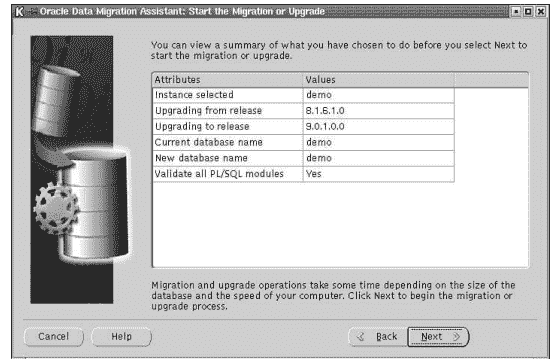 Oracle Data Migration Assistant: Start the Migration or Upgrade
You can view a summary of what you have chosen to do before you select Next to
start the migration or upgrade.
Attributes Values
Instance selected demo
Upgrading from release 8.1.6.1.0
Upgrading to release 9.0.1.0.0
Current database name demo
New database name demo
Validate all PL/SQL modules Yes
Migration and upgrade operations take some time depending on the size of the
database and the speed of your computer. Click Next to begin the migration or
upgrade process.
Cancel Help Back Next